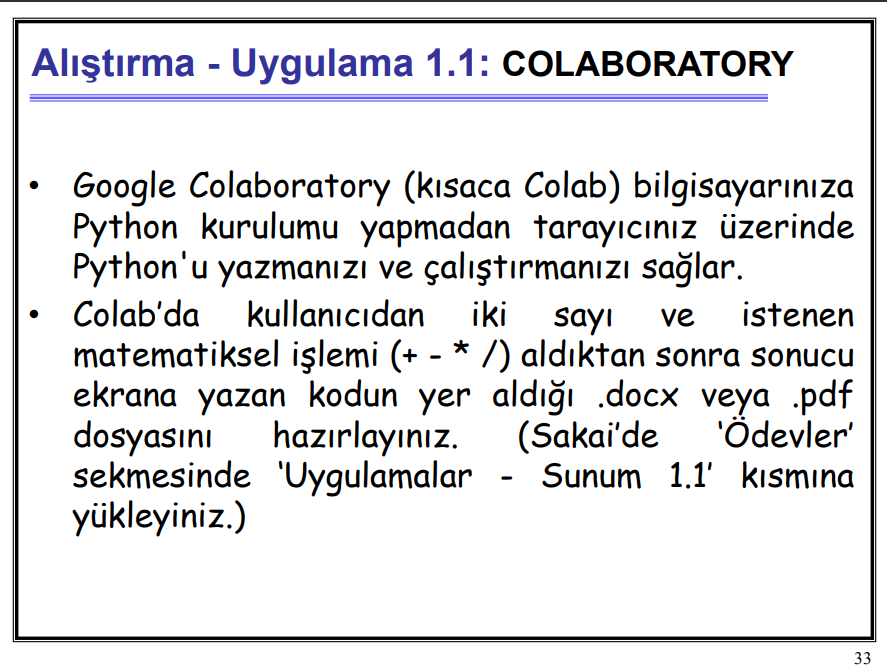 Alıştırma - Uygulama 1.1: COLABORATORY
• Google Colaboratory (kısaca Colab) bilgisayarınıza
Python kurulumu yapmadan tarayıcınız üzerinde
Python'u yazmanızı ve çalıştırmanızı sağlar.
• Colab’da kullanıcıdan iki sayı ve istenen
matematiksel işlemi (+ - * /) aldıktan sonra sonucu
ekrana yazan kodun yer aldığı .docx veya .pdf
dosyasını hazırlayınız. (Sakai’de ‘Ödevler’
sekmesinde ‘Uygulamalar - Sunum 1.1’ kısmına
yükleyiniz.)
33